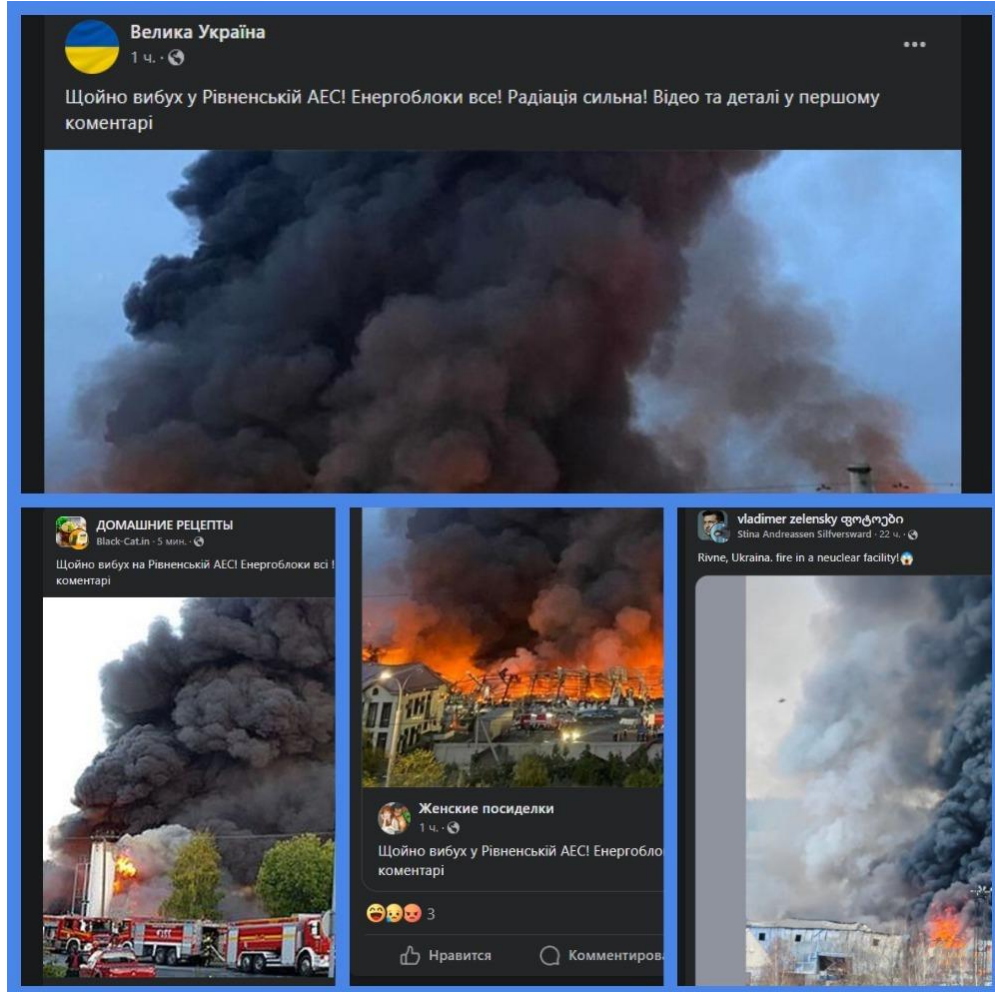 Велика Україна
1 ч. ·
Щойно вибух у Рівненській АЕС! Енергоблоки все! Радіація сильна! Відео та деталі у першому
коментарі
ДОМАШНИЕ РЕЦЕПТЫ
Black-Cat.in · 5 мин. ·
Щойно вибух на Рівненській АЕС! Енергоблоки всі !
коментарі
Женские посиделки
1 ч. ·
Щойно вибух у Рівненській АЕС! Енергобло
коментарі
3
Нравится
Комментирова
vladimer zelensky ფოტოები
Stina Andreassen Silfversward · 22 ч. ·
Rivne, Ukraina. fire in a neuclear facility!😱